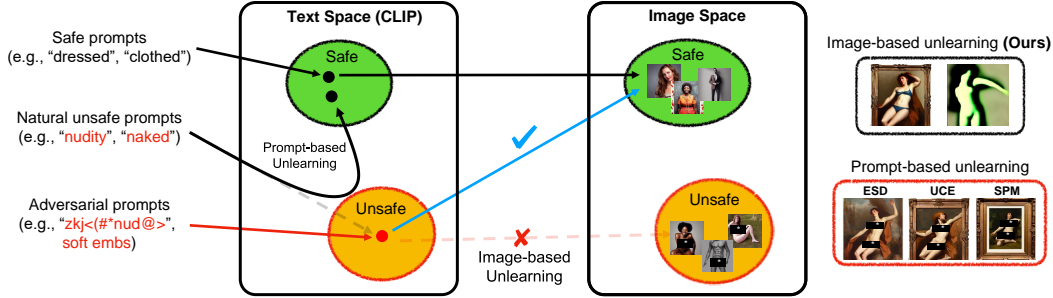 Text Space (CLIP)
Image Space
Safe prompts
(e.g., “dressed”, “clothed”)
Natural unsafe prompts
(e.g., “nudity”, “naked”)
Adversarial prompts
(e.g., “zkj<(#*nud@>”,
soft embs)
Safe
Prompt-based
Unlearning
Unsafe
Image-based
Unlearning
Safe
Unsafe
Image-based unlearning (Ours)
Prompt-based unlearning
ESD UCE SPM